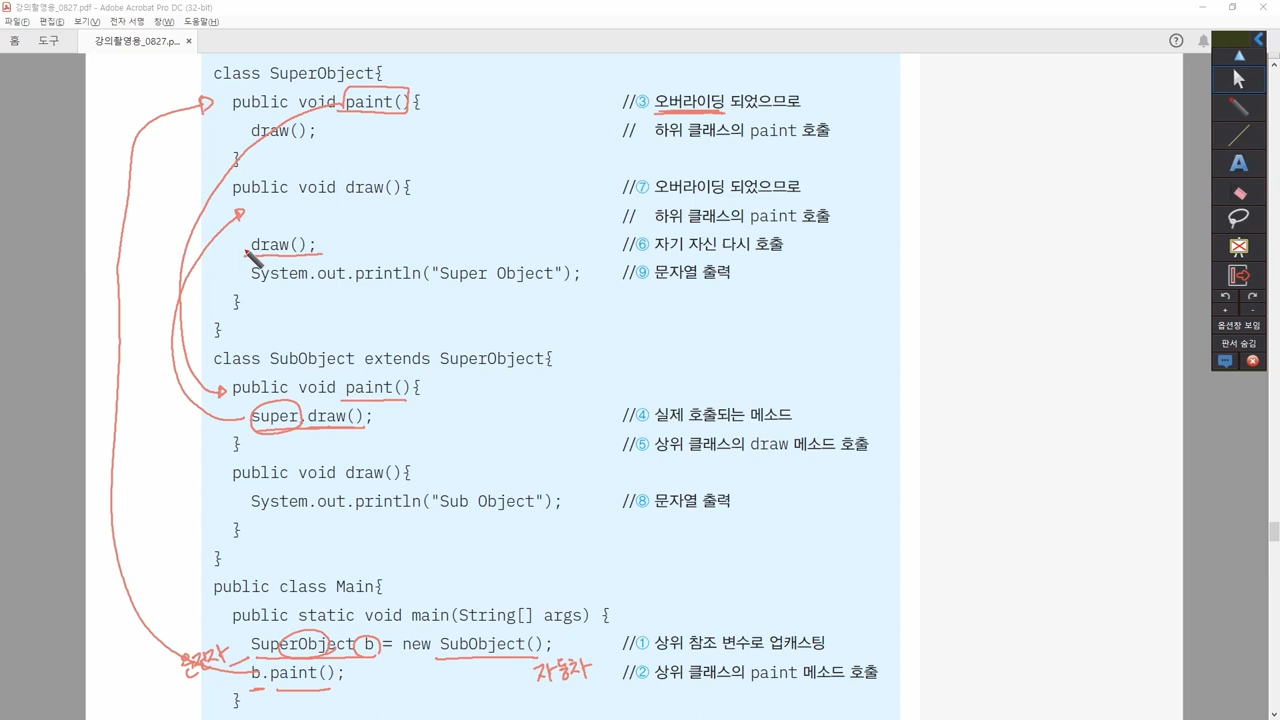 강의촬영용_0827.pdf - Adobe Acrobat Pro DC (32-bit)
파일(F) 편집(E) 보기(V) 전자 서명 창(W) 도움말(H)
홈 도구 강의촬영용_0827.p... ×
class SuperObject{
public void paint(){ //③ 오버라이딩 되었으므로
draw(); // 하위 클래스의 paint 호출
}
public void draw(){ //⑦ 오버라이딩 되었으므로
// 하위 클래스의 paint 호출
draw(); //⑥ 자기 자신 다시 호출
System.out.println("Super Object"); //⑨ 문자열 출력
}
}
class SubObject extends SuperObject{
public void paint(){
super.draw(); //④ 실제 호출되는 메소드
} //⑤ 상위 클래스의 draw 메소드 호출
public void draw(){
System.out.println("Sub Object"); //⑧ 문자열 출력
}
}
public class Main{
public static void main(String[] args) {
SuperObject b = new SubObject(); //① 상위 참조 변수로 업캐스팅
운전자
b.paint(); 자동차 //② 상위 클래스의 paint 메소드 호출
}
A
+ -
옵션장 보임
판서 숨김